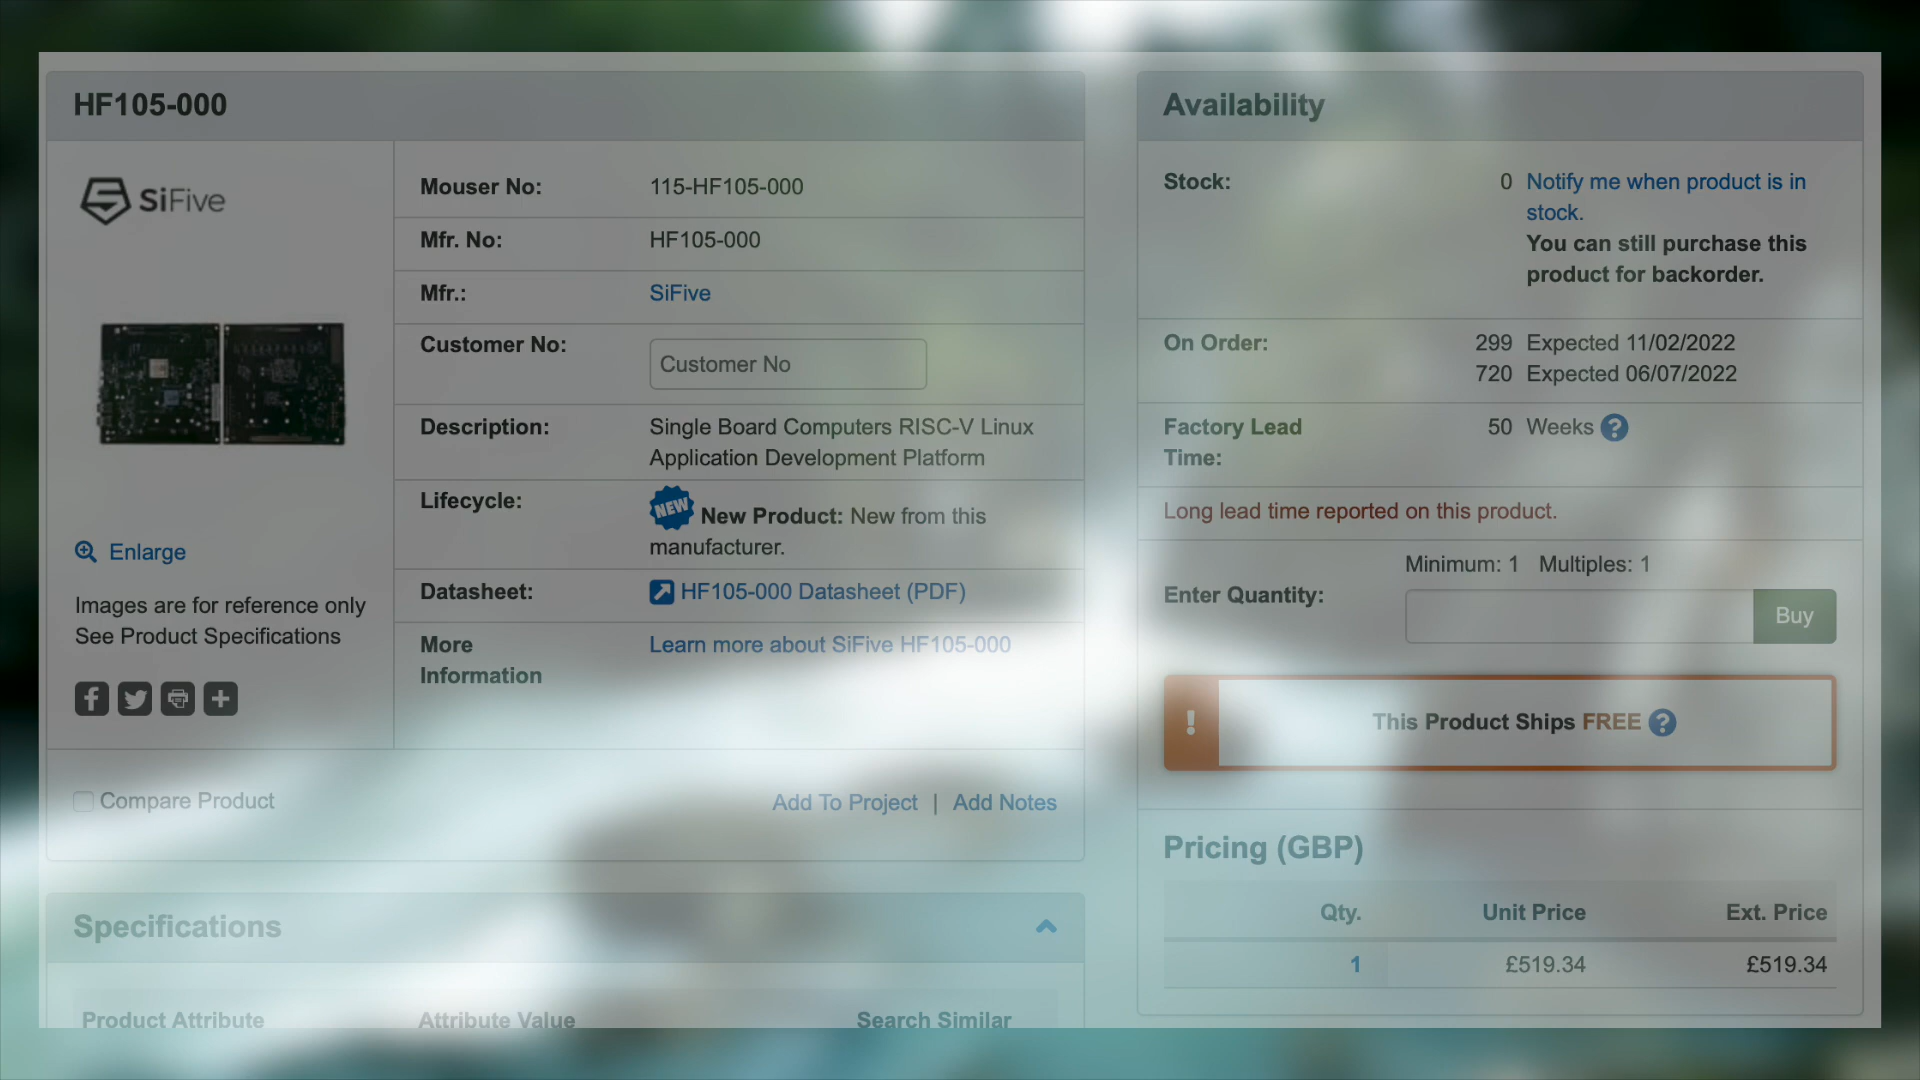 HF105-000
SiFive
Enlarge
Images are for reference only
See Product Specifications
Mouser No: 115-HF105-000
Mfr. No: HF105-000
Mfr.: SiFive
Customer No: Customer No
Description: Single Board Computers RISC-V Linux
Application Development Platform
Lifecycle: NEW New Product: New from this
manufacturer.
Datasheet: HF105-000 Datasheet (PDF)
More Learn more about SiFive HF105-000
Information
Compare Product
Add To Project | Add Notes
Specifications
Product Attribute Attribute Value Search Similar
Availability
Stock: 0 Notify me when product is in
stock.
You can still purchase this
product for backorder.
On Order: 299 Expected 11/02/2022
720 Expected 06/07/2022
Factory Lead 50 Weeks ?
Time:
Long lead time reported on this product.
Minimum: 1 Multiples: 1
Enter Quantity: Buy
! This Product Ships FREE ?
Pricing (GBP)
Qty. Unit Price Ext. Price
1 £519.34 £519.34